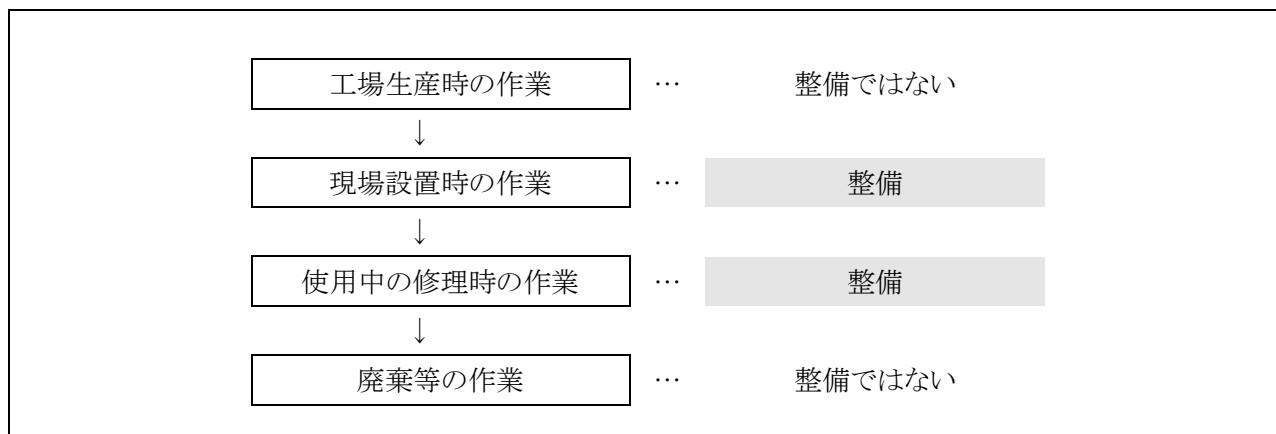 工場生産時の作業 … 整備ではない
↓
現場設置時の作業 … 整備
↓
使用中の修理時の作業 … 整備
↓
廃棄等の作業 … 整備ではない